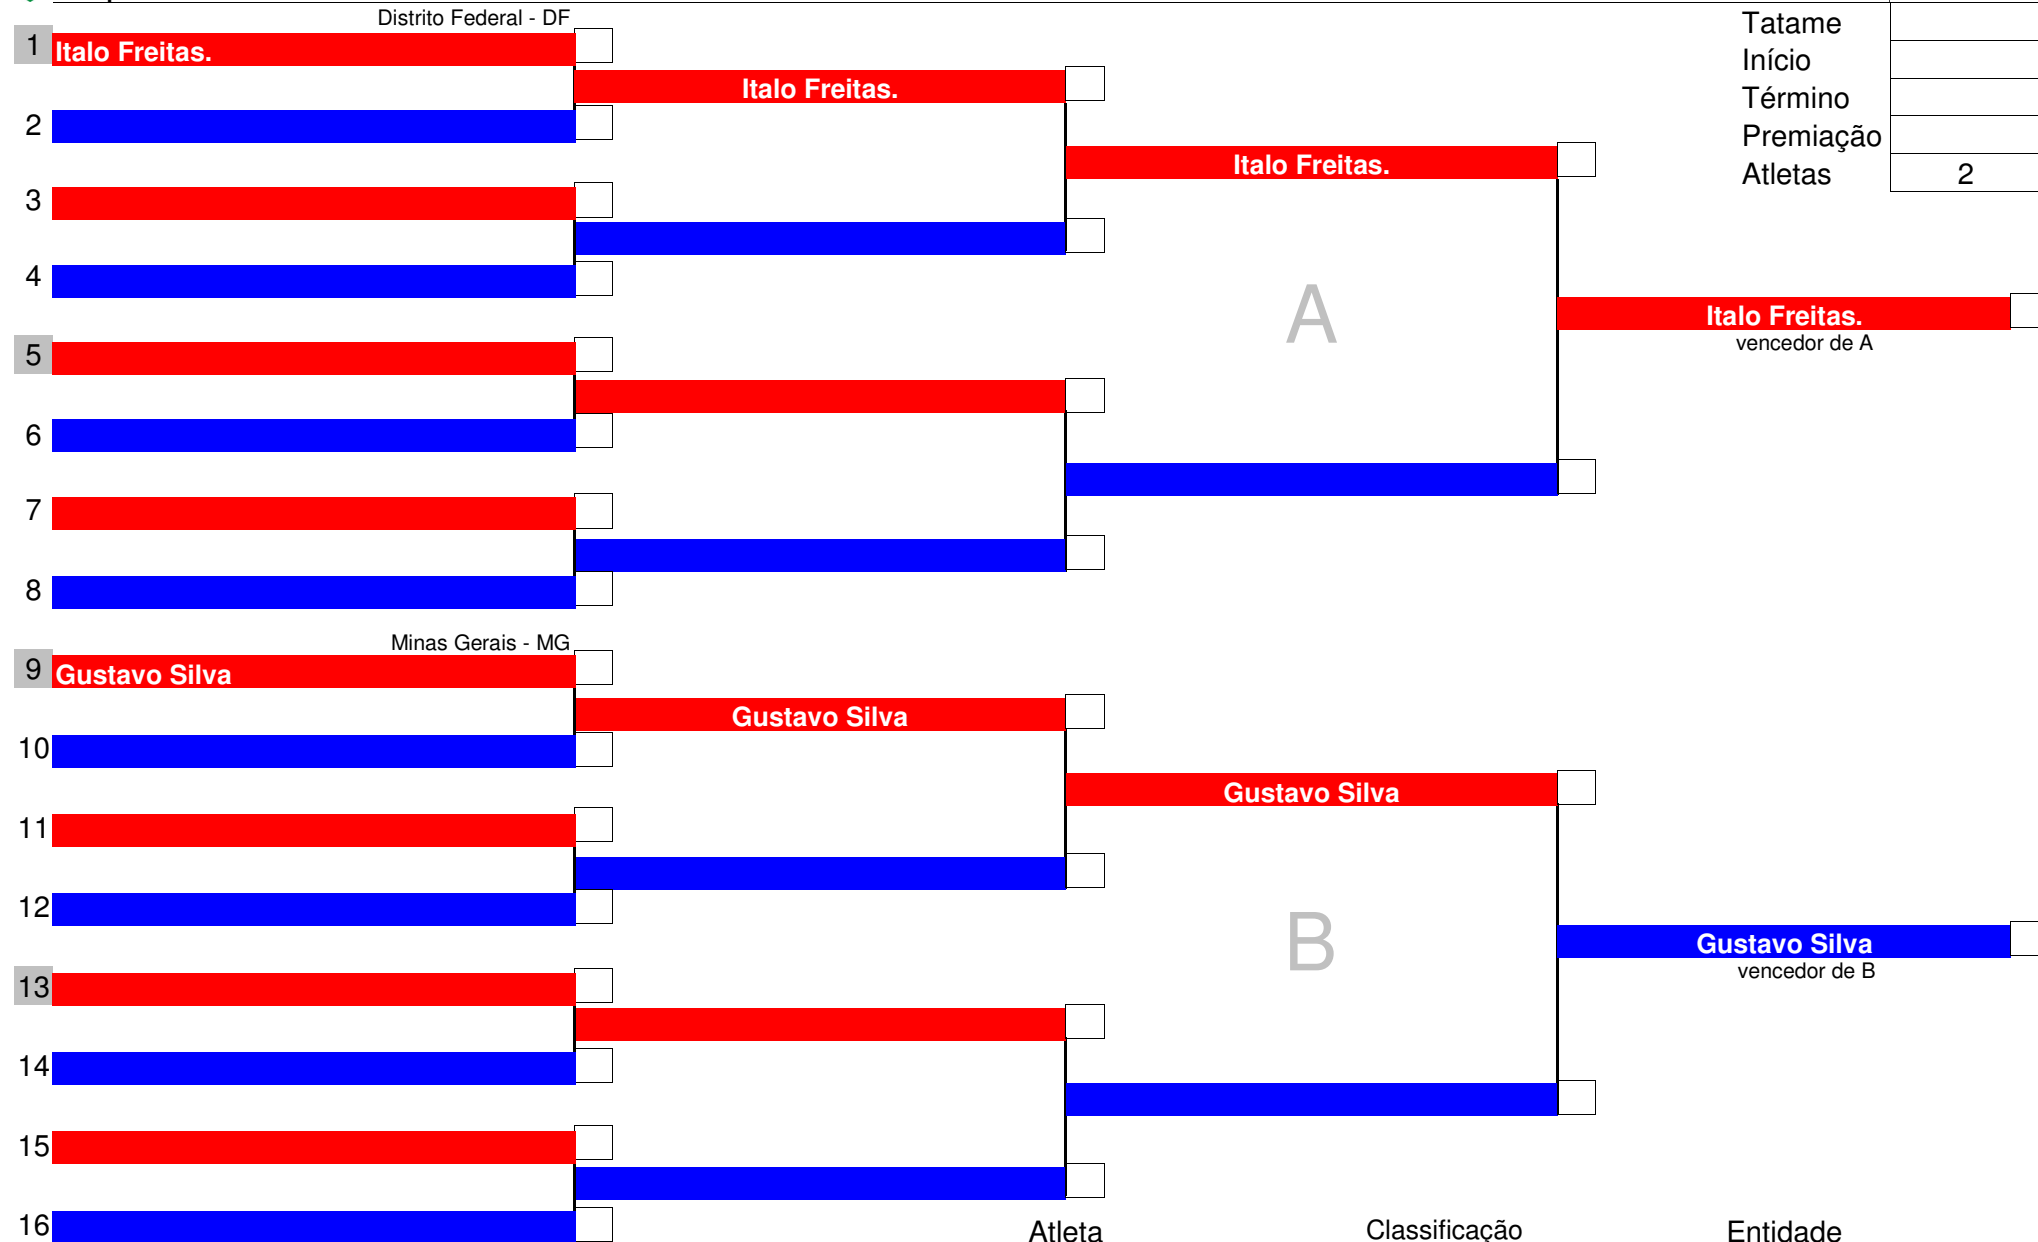 Distrito Federal - DF
1 Italo Freitas.
Italo Freitas.
2
Italo Freitas.
3
4
A
Italo Freitas.
vencedor de A
5
6
7
8
Tatame
Início
Término
Premiação
Atletas 2
Minas Gerais - MG
9 Gustavo Silva
Gustavo Silva
10
Gustavo Silva
11
12
B
Gustavo Silva
vencedor de B
13
14
15
16
Atleta Classificação Entidade